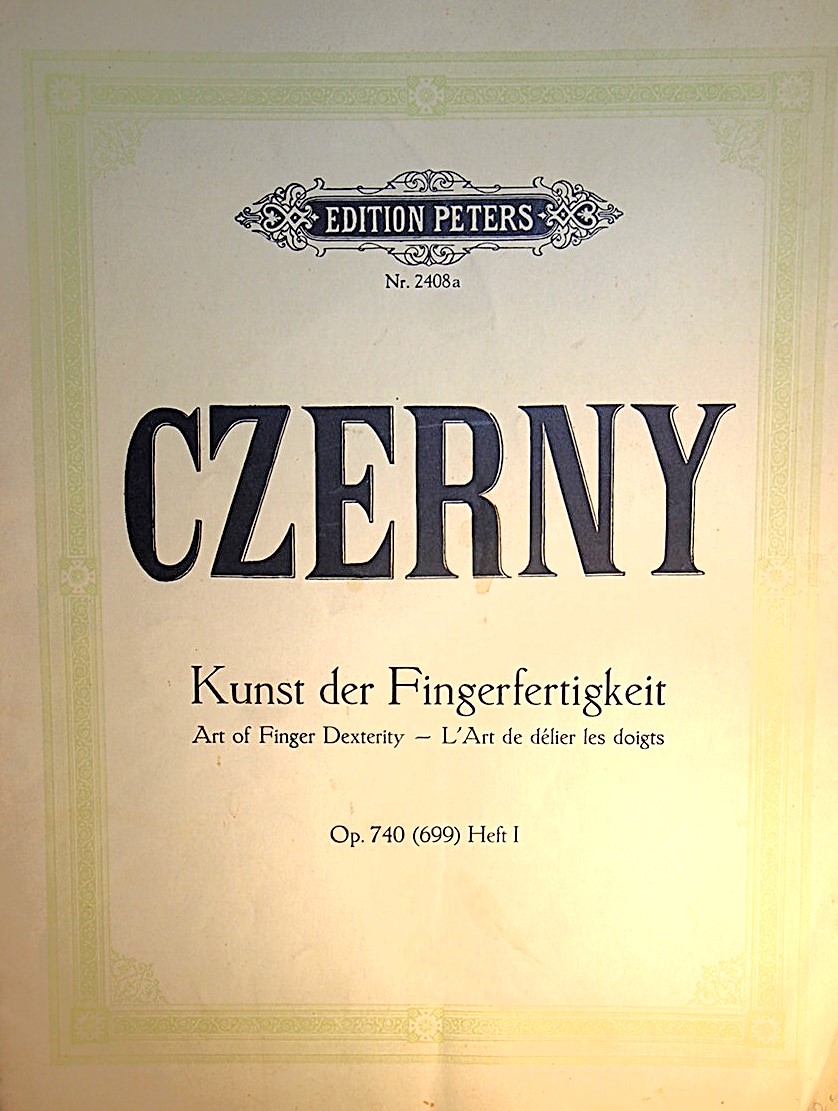 EDITION PETERS
Nr. 2408a
CZERNY
Kunst der Fingerfertigkeit
Art of Finger Dexterity — L'Art de délier les doigts
Op. 740 (699) Heft I